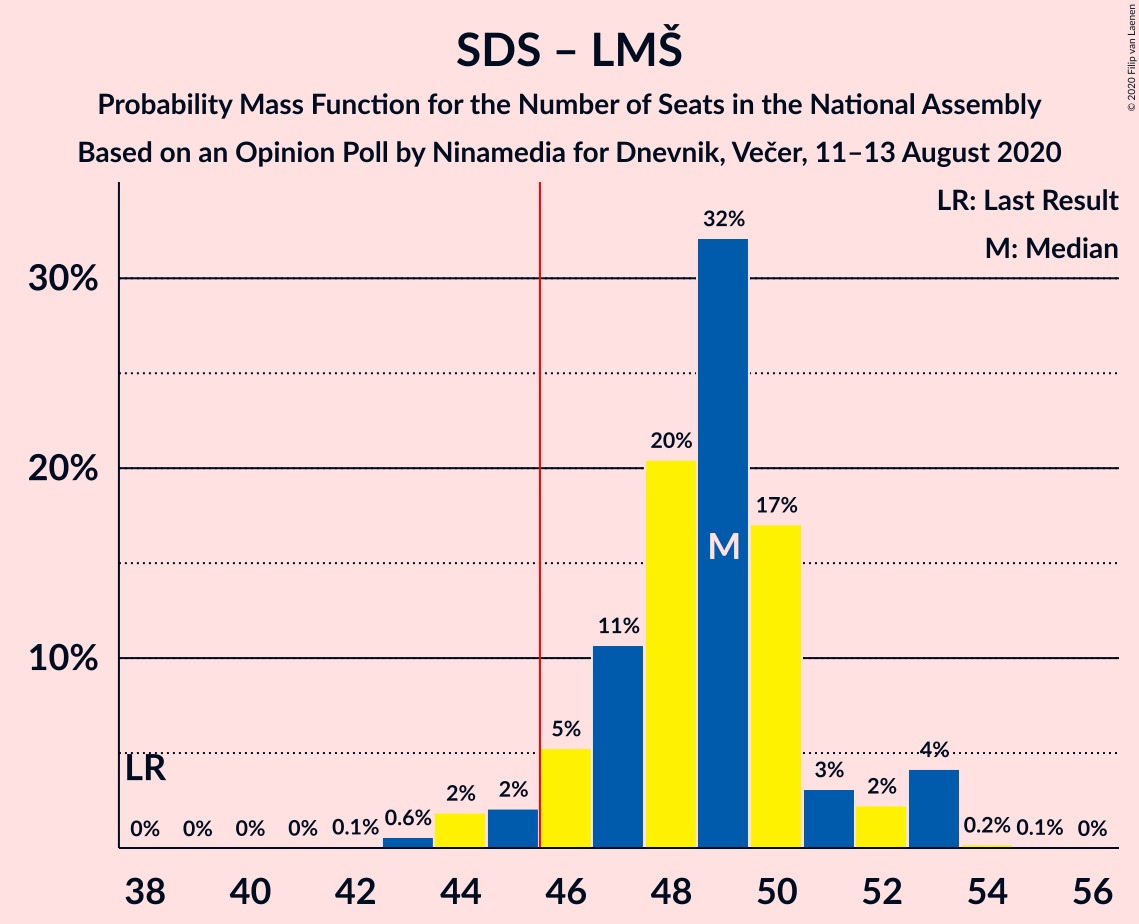 SDS – LMŠ
Probability Mass Function for the Number of Seats in the National Assembly
Based on an Opinion Poll by Ninamedia for Dnevnik, Večer, 11–13 August 2020
© 2020 Filip van Laenen
LR: Last Result
M: Median
30%
20%
10%
LR
M
0% 0% 0% 0% 0.1% 0.6% 2% 2% 5% 11% 20% 32% 17% 3% 2% 4% 0.2% 0.1% 0%
38 40 42 44 46 48 50 52 54 56